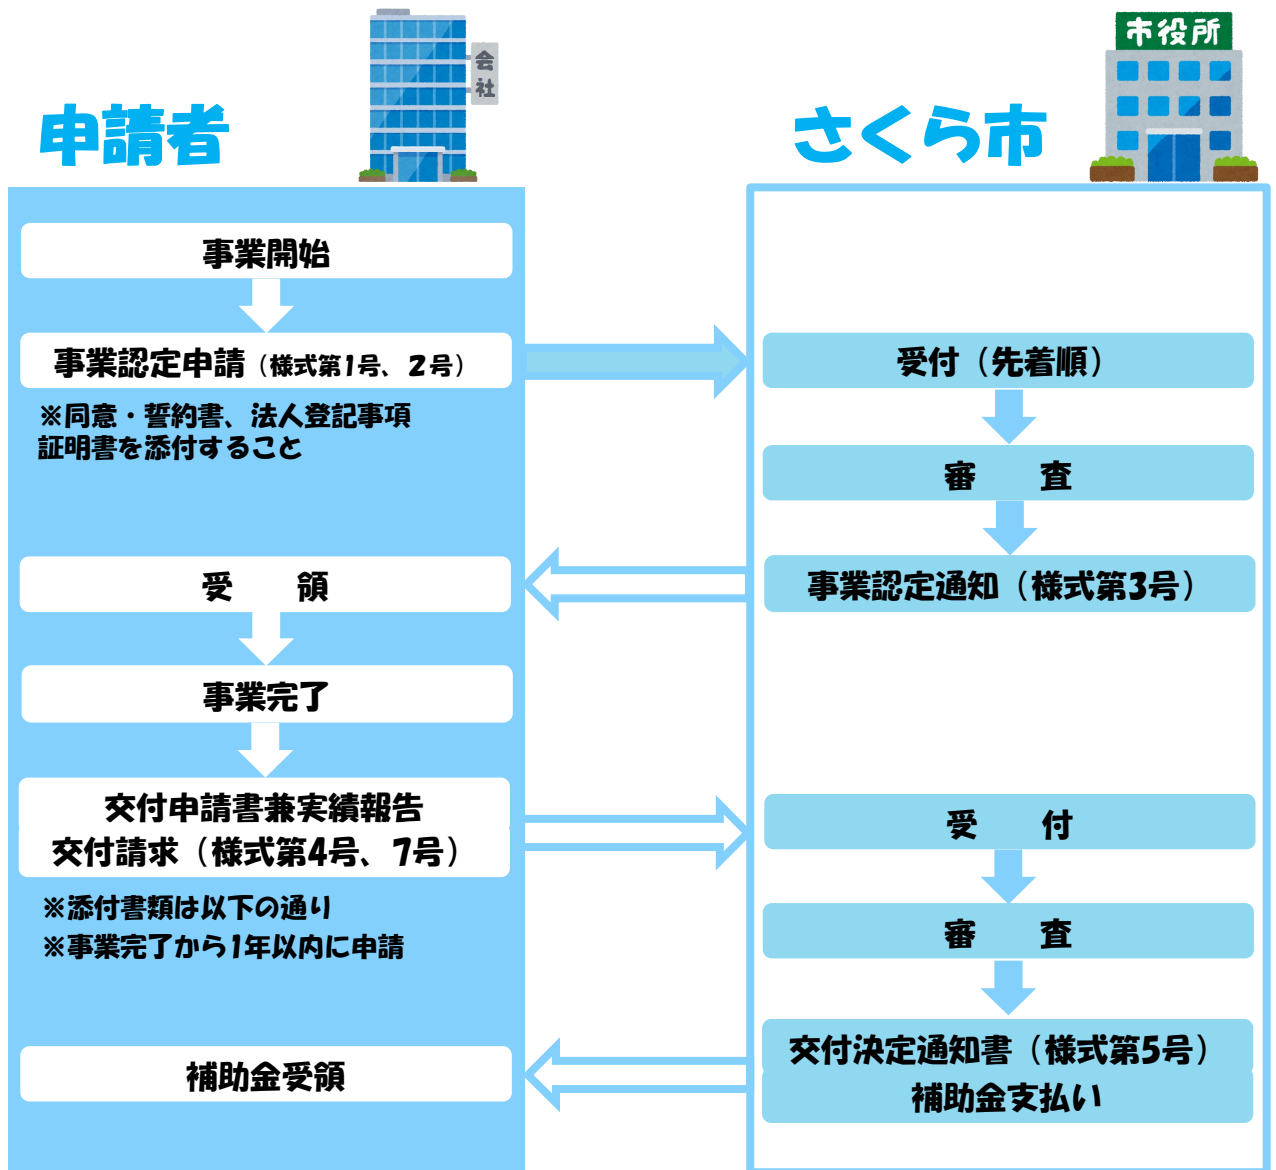 会社
市役所
申請者
さくら市
事業開始
事業認定申請（様式第1号、2号）
※同意・誓約書、法人登記事項
証明書を添付すること
受付（先着順）
審　査
事業認定通知（様式第3号）
受　領
事業完了
交付申請書兼実績報告
交付請求（様式第4号、7号）
※添付書類は以下の通り
※事業完了から1年以内に申請
受　付
審　査
交付決定通知書（様式第5号）
補助金支払い
補助金受領